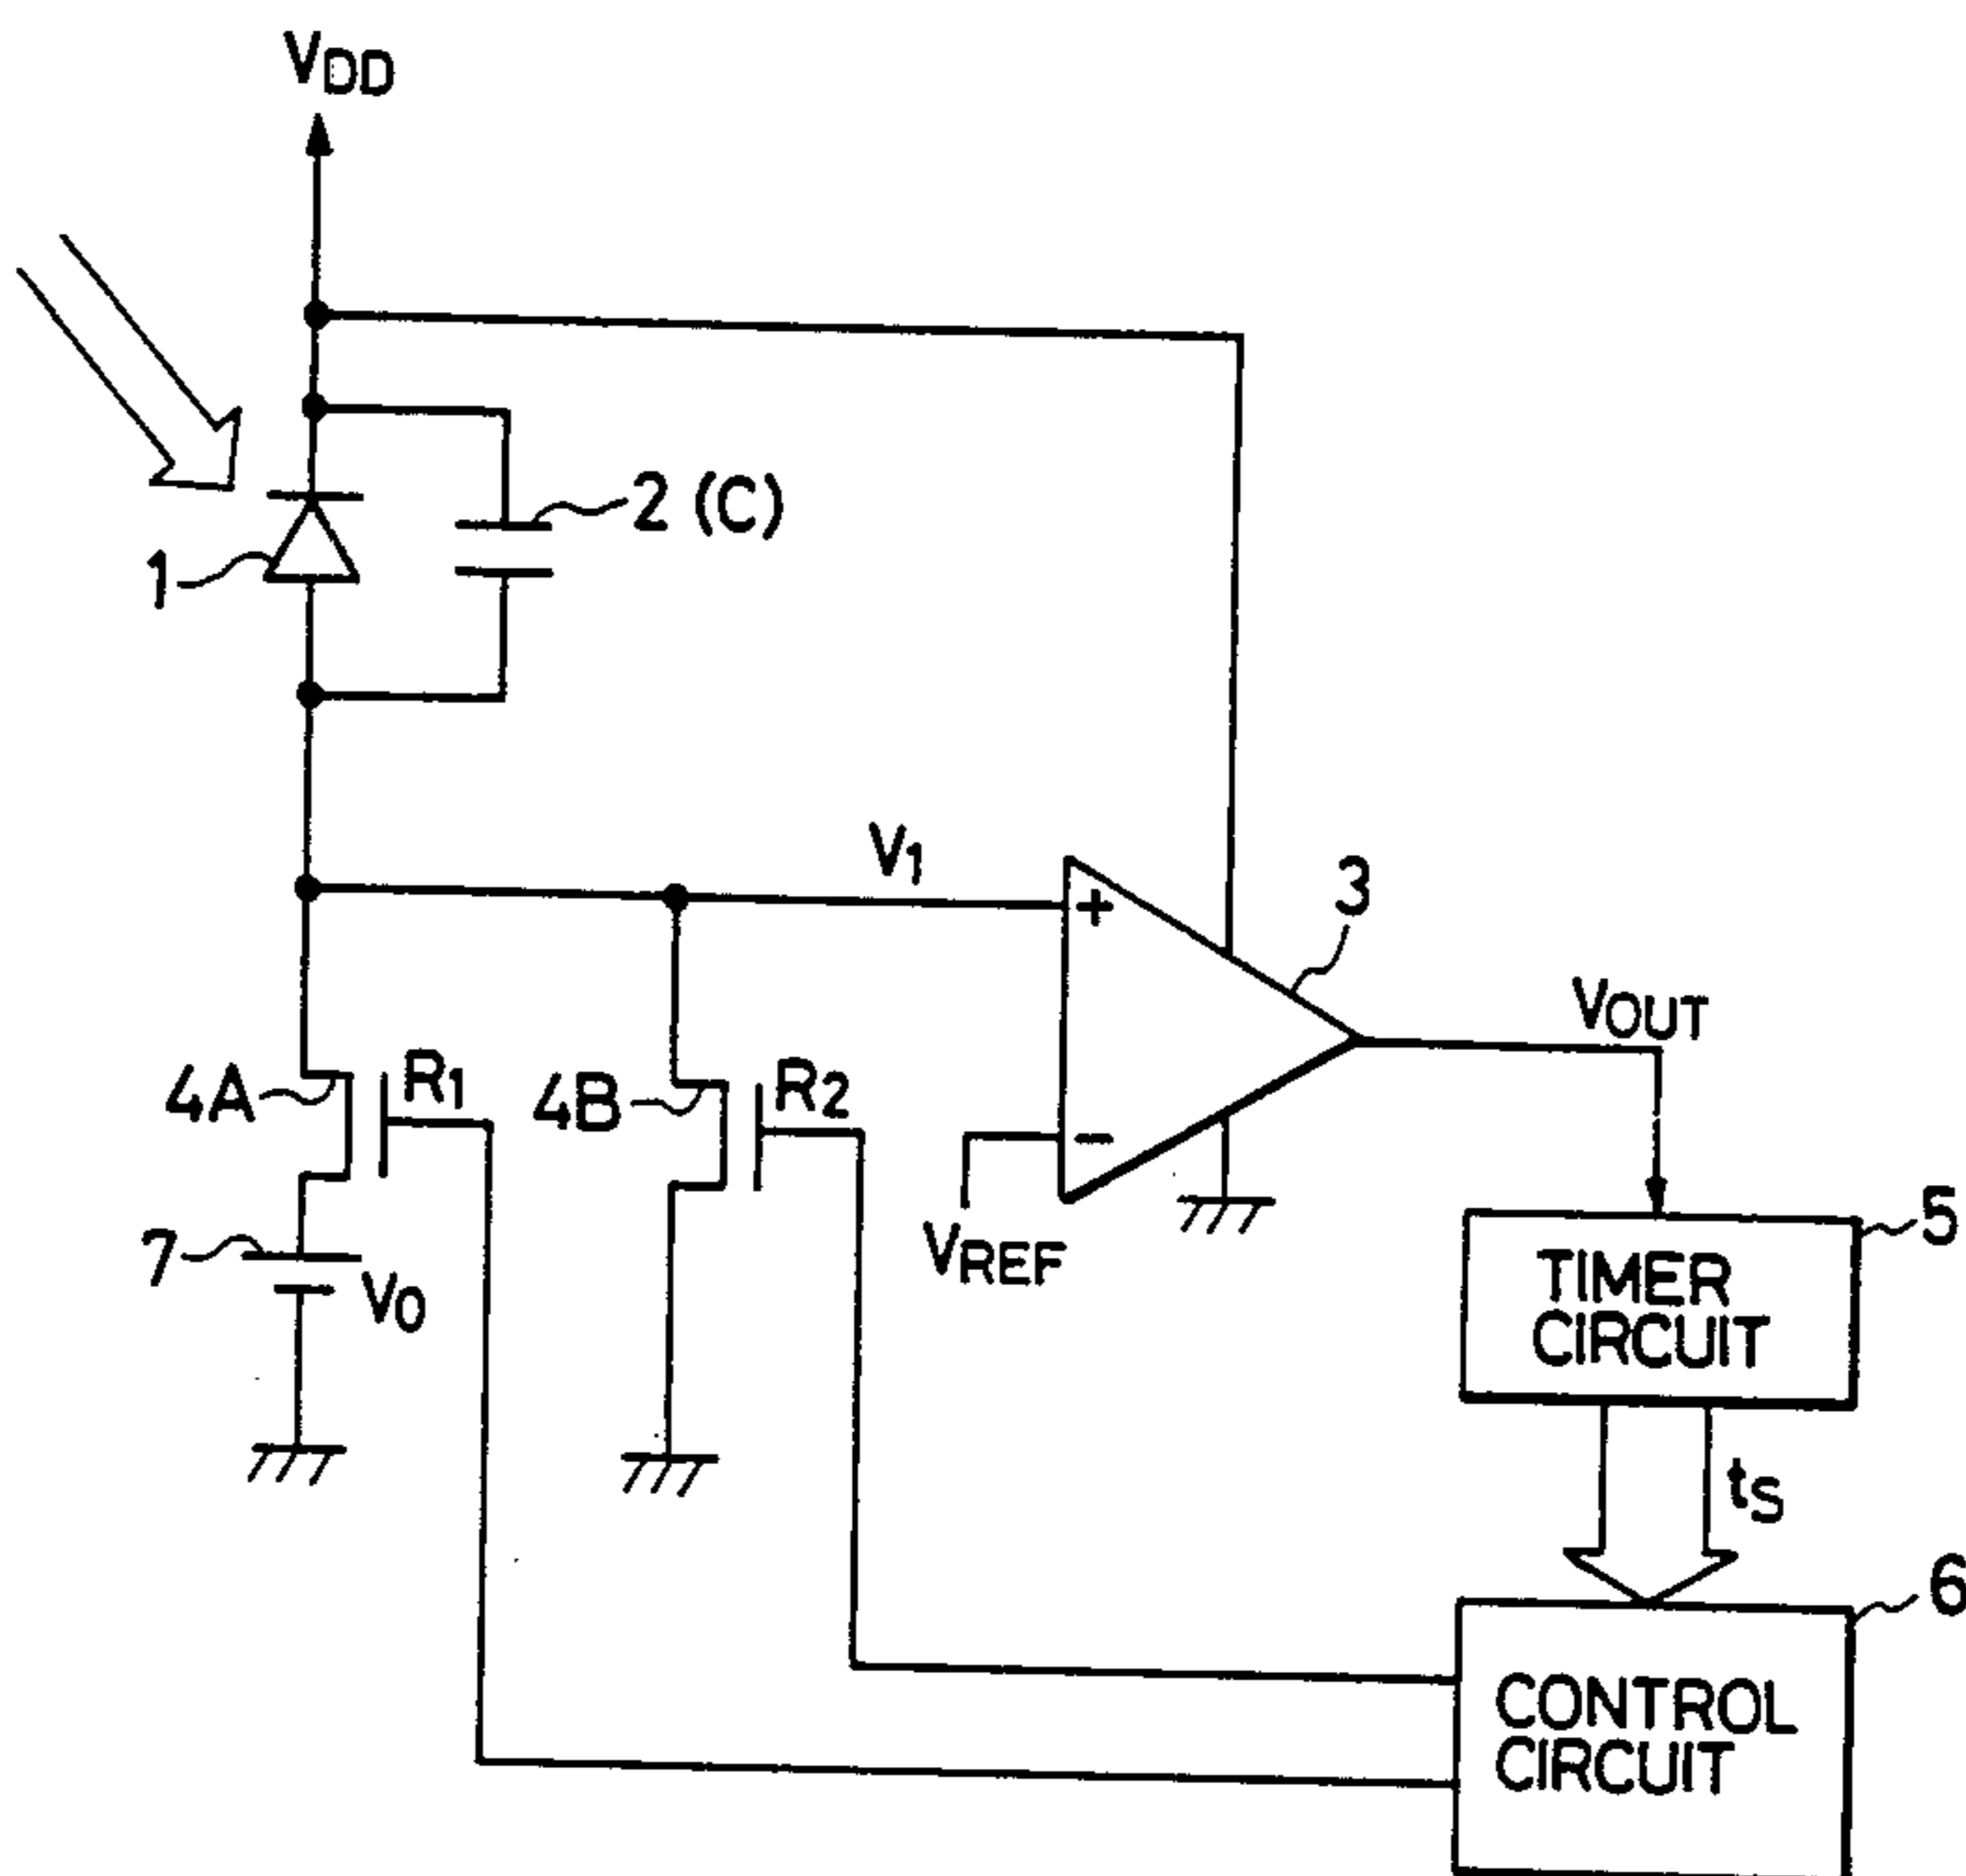 VDD
2 (C)
1
V1
3
VOUT
4A
R1
4B
R2
+
−
VREF
7
V0
5
TIMER
CIRCUIT
tS
6
CONTROL
CIRCUIT